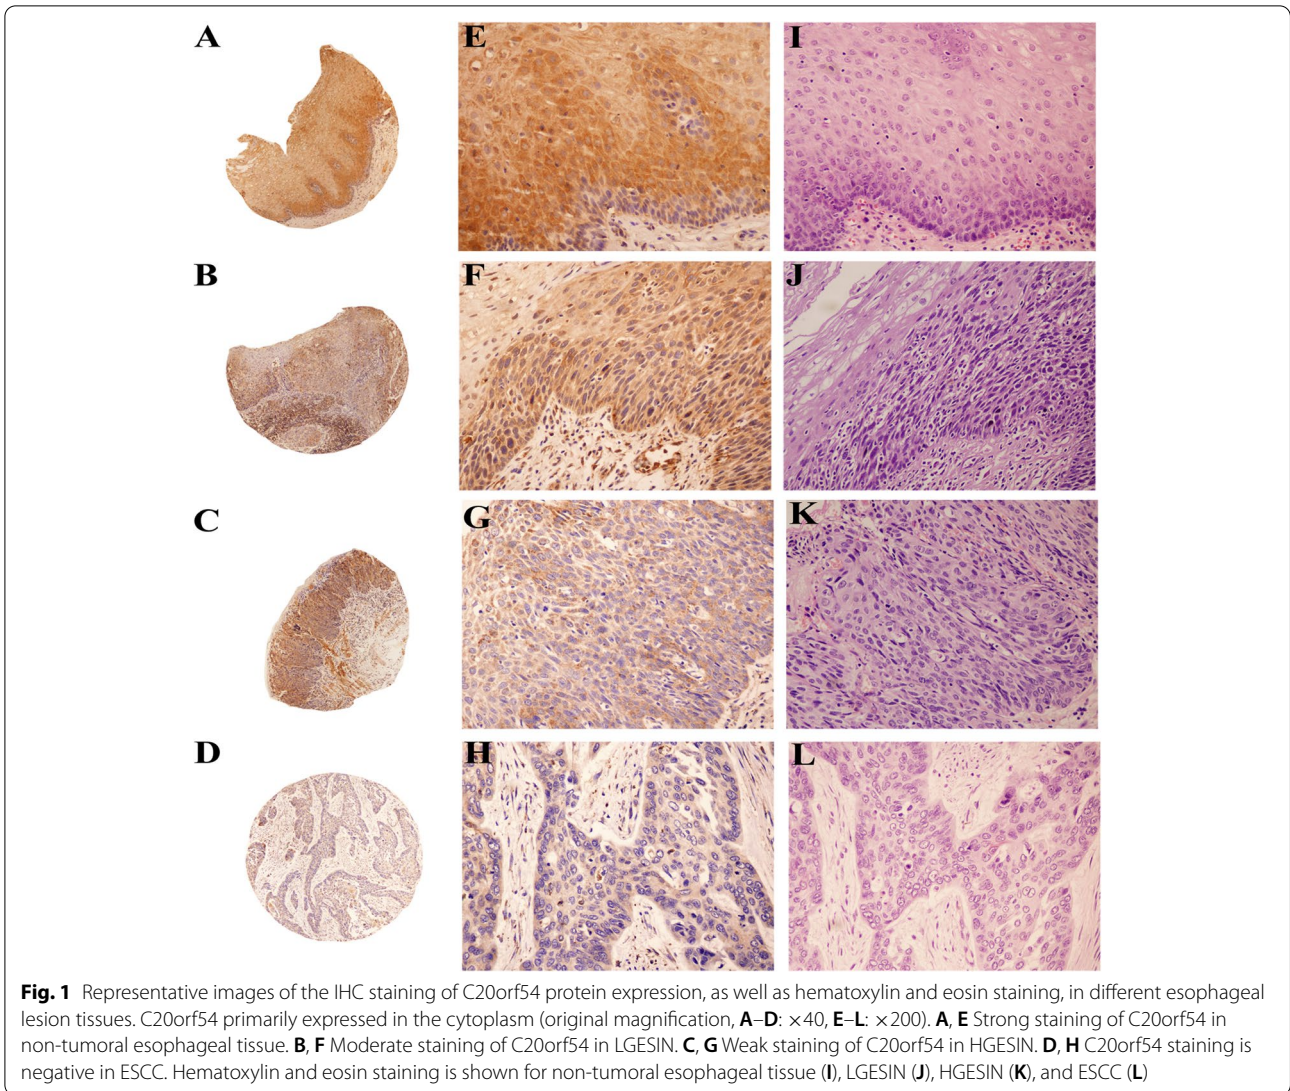 A
E
I
B
F
J
C
G
K
D
H
L
Fig. 1 Representative images of the IHC staining of C20orf54 protein expression, as well as hematoxylin and eosin staining, in different esophageal
lesion tissues. C20orf54 primarily expressed in the cytoplasm (original magnification, A–D: ×40, E–L: ×200). A, E Strong staining of C20orf54 in
non-tumoral esophageal tissue. B, F Moderate staining of C20orf54 in LGESIN. C, G Weak staining of C20orf54 in HGESIN. D, H C20orf54 staining is
negative in ESCC. Hematoxylin and eosin staining is shown for non-tumoral esophageal tissue (I), LGESIN (J), HGESIN (K), and ESCC (L)